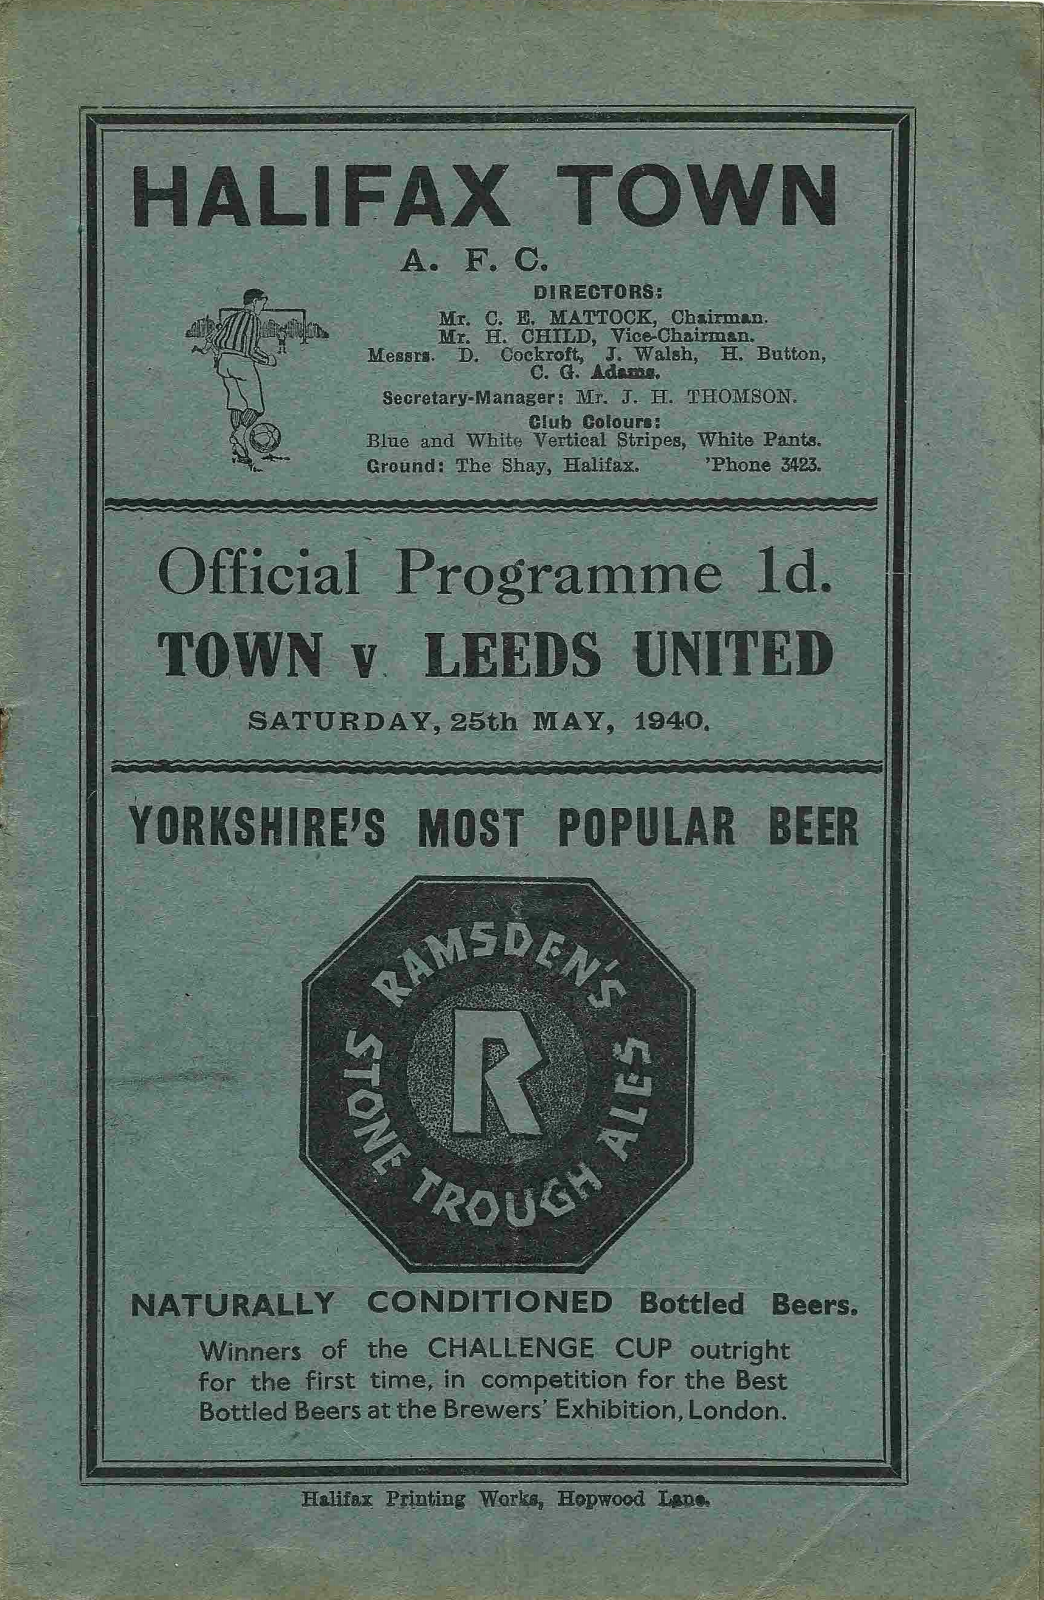 HALIFAX TOWN
A. F. C.
DIRECTORS:
Mr. C. E. MATTOCK, Chairman.
Mr. H. CHILD, Vice-Chairman.
Messrs. D. Cockroft, J. Walsh, H. Button,
C. G. Adams.
Secretary-Manager: Mr. J. H. THOMSON.
Club Colours:
Blue and White Vertical Stripes, White Pants.
Ground: The Shay, Halifax. 'Phone 3423.
Official Programme 1d.
TOWN v. LEEDS UNITED
SATURDAY, 25th MAY, 1940.
YORKSHIRE'S MOST POPULAR BEER
RAMSDEN'S
R
STONE TROUGH ALES
NATURALLY CONDITIONED Bottled Beers.
Winners of the CHALLENGE CUP outright
for the first time, in competition for the Best
Bottled Beers at the Brewers' Exhibition, London.
Halifax Printing Works, Hopwood Lane.